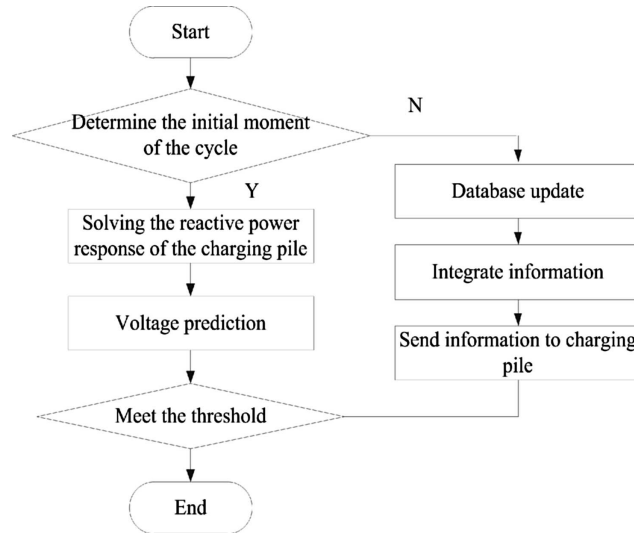 Start
Determine the initial moment
of the cycle
N
Y
Solving the reactive power
response of the charging pile
Voltage prediction
Meet the threshold
End
Database update
Integrate information
Send information to charging
pile